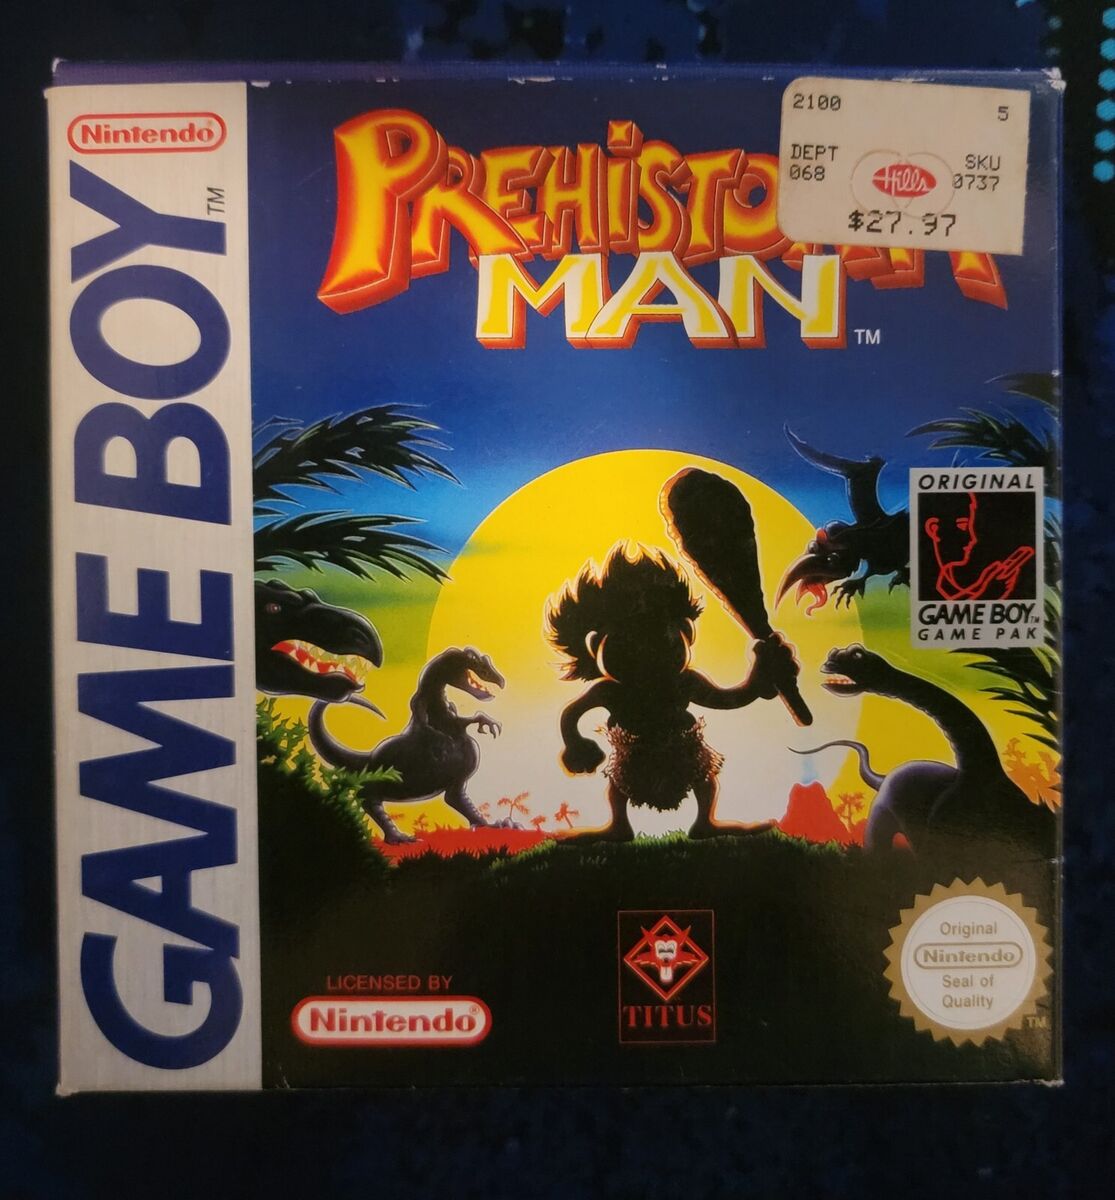 Nintendo®
GAME BOY™
MAN™
2100
5
DEPT
068
Hills
SKU
0737
$27.97
ORIGINAL
GAME BOY™
GAME PAK
LICENSED BY
Nintendo®
TITUS
Original
Nintendo
Seal of
Quality
TM